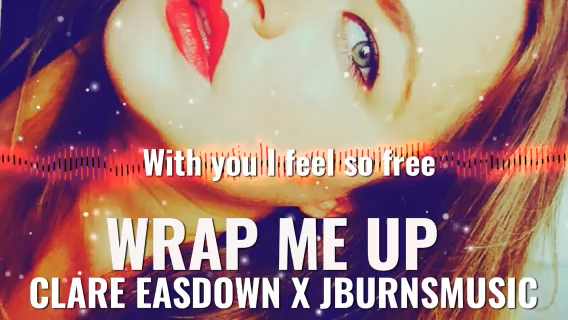 With you I feel so free
WRAP ME UP
CLARE EASDOWN X JBURNSMUSIC